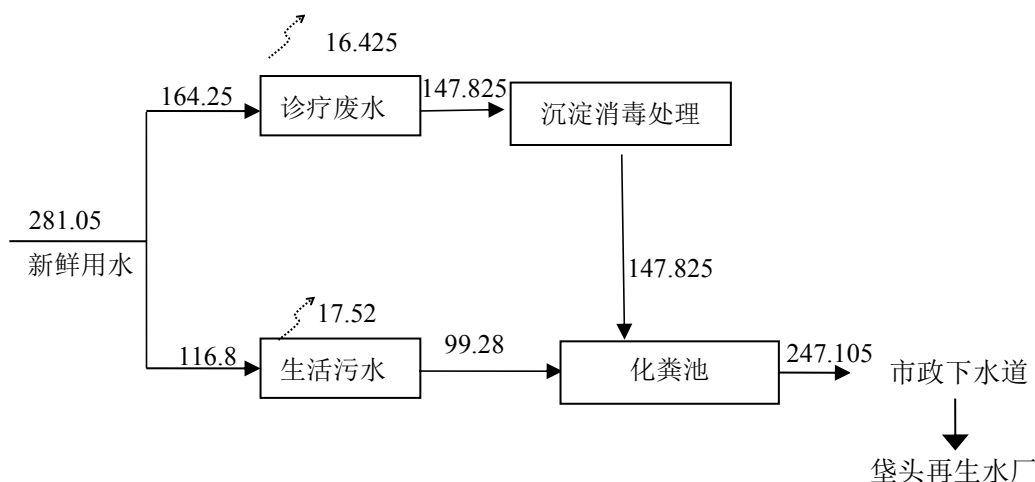 16.425
164.25
诊疗废水
147.825
沉淀消毒处理
281.05
新鲜用水
147.825
17.52
116.8
生活污水
99.28
化粪池
247.105
市政下水道
垡头再生水厂